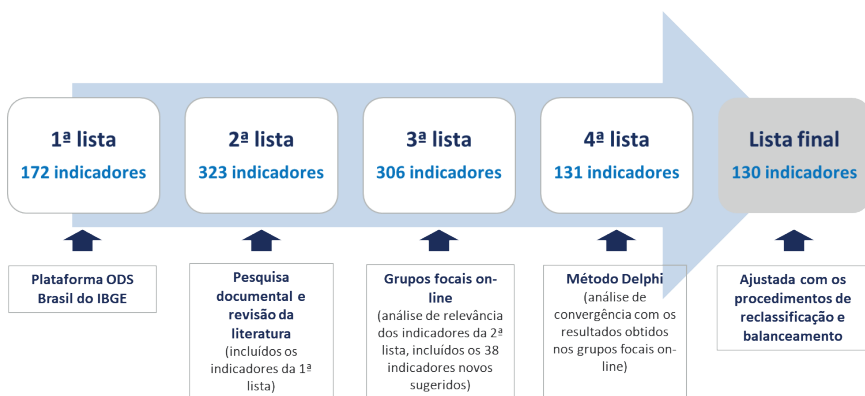 1ª lista
172 indicadores
2ª lista
323 indicadores
3ª lista
306 indicadores
4ª lista
131 indicadores
Lista final
130 indicadores
Plataforma ODS
Brasil do IBGE
Pesquisa
documental e
revisão da
literatura
(incluídos os
indicadores da 1ª
lista)
Grupos focais on-
line
(análise de relevância
dos indicadores da 2ª
lista, incluídos os 38
indicadores novos
sugeridos)
Método Delphi
(análise de
convergência com os
resultados obtidos
nos grupos focais on-
line)
Ajustada com os
procedimentos de
reclassificação e
balanceamento